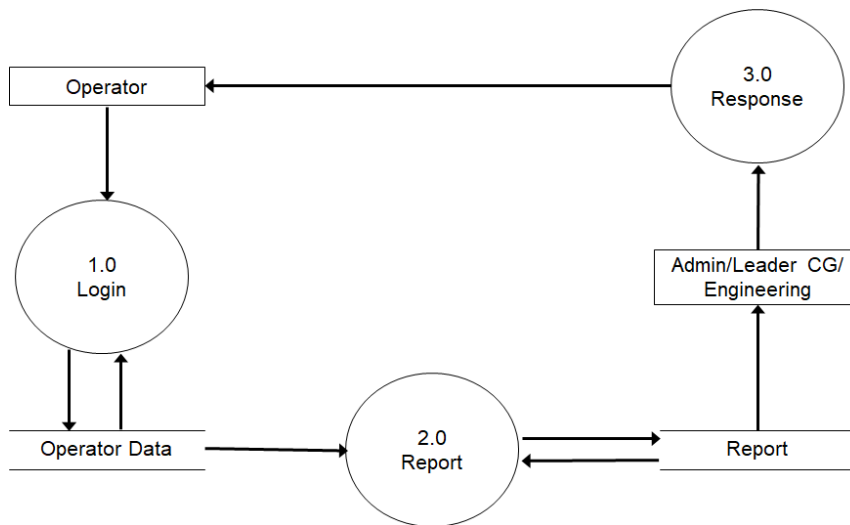 Operator
3.0
Response
1.0
Login
Admin/Leader CG/
Engineering
Operator Data
2.0
Report
Report